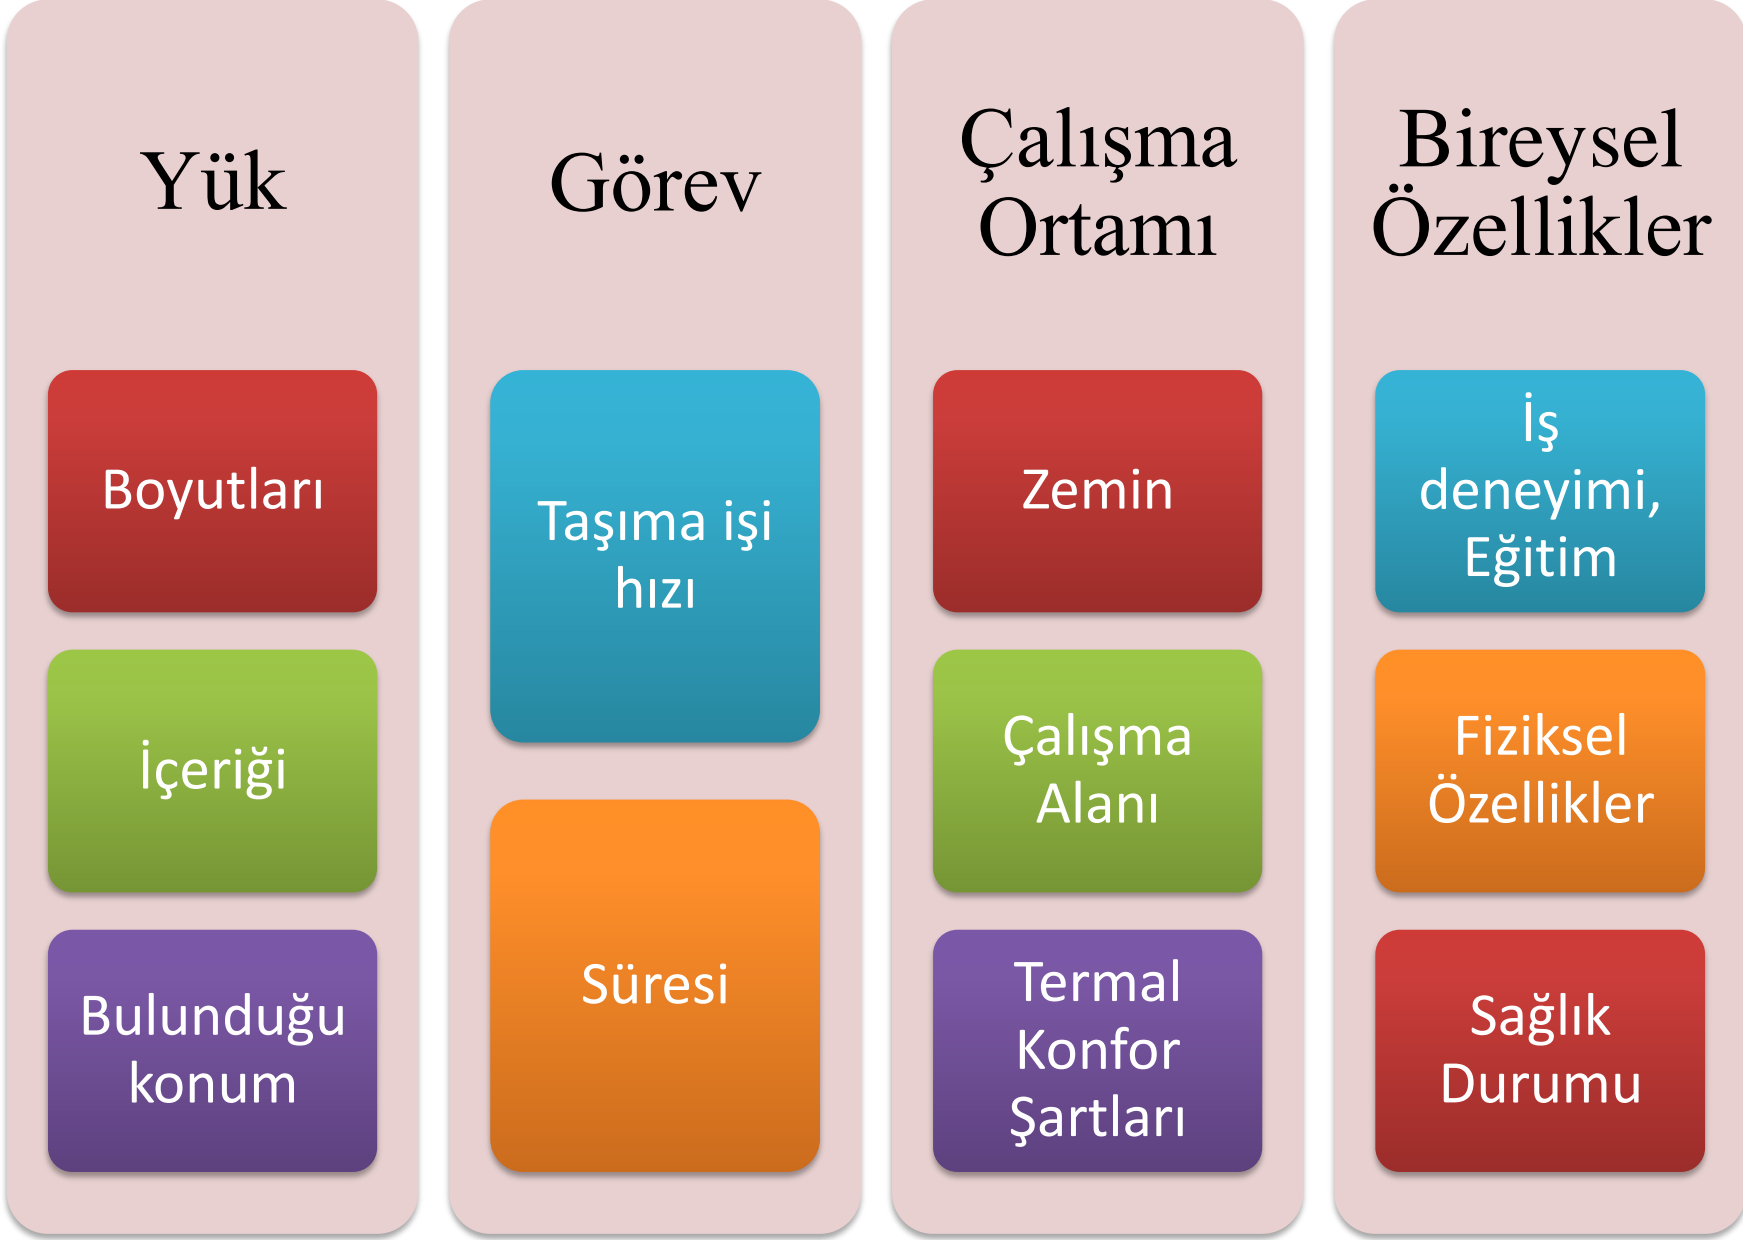 Yük
Boyutları
İçeriği
Bulunduğu
konum
Görev
Taşıma işi
hızı
Süresi
Çalışma
Ortamı
Zemin
Çalışma
Alanı
Termal
Konfor
Şartları
Bireysel
Özellikler
İş
deneyimi,
Eğitim
Fiziksel
Özellikler
Sağlık
Durumu